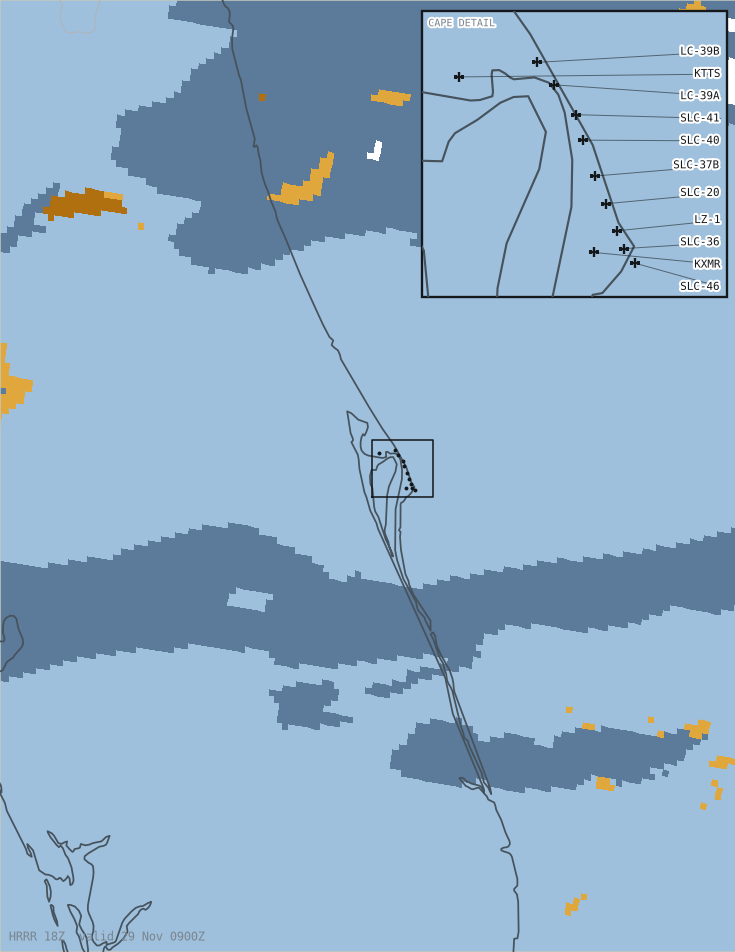 CAPE DETAIL
LC-39B
KTTS
LC-39A
SLC-41
SLC-40
SLC-37B
SLC-20
LZ-1
SLC-36
KXMR
SLC-46
HRRR 18Z  valid 29 Nov 0900Z